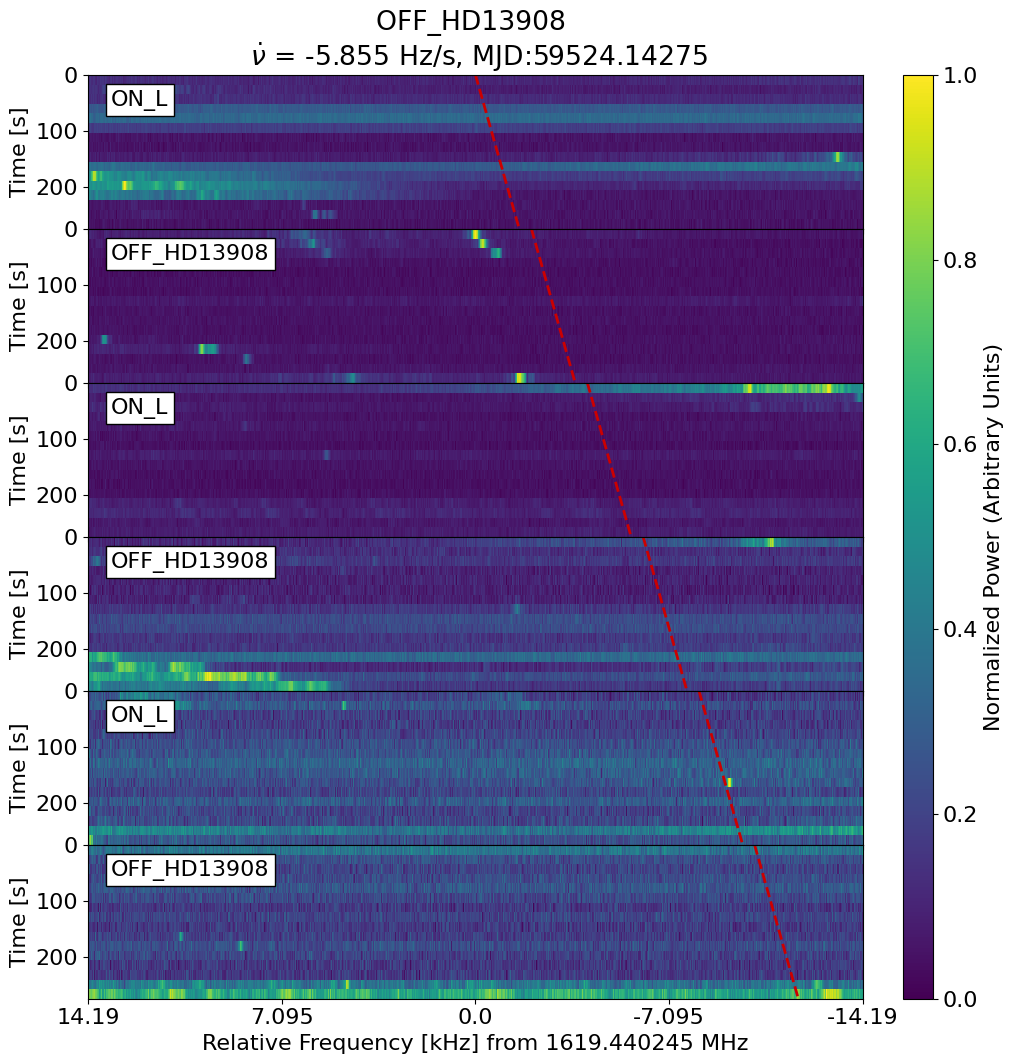 OFF_HD13908
ν̇ = -5.855 Hz/s, MJD:59524.14275
0
100
200
Time [s]
ON_L
0
100
200
Time [s]
OFF_HD13908
0
100
200
Time [s]
ON_L
0
100
200
Time [s]
OFF_HD13908
0
100
200
Time [s]
ON_L
0
100
200
Time [s]
OFF_HD13908
14.19 7.095 0.0 -7.095 -14.19
Relative Frequency [kHz] from 1619.440245 MHz
1.0
0.8
0.6
0.4
0.2
0.0
Normalized Power (Arbitrary Units)